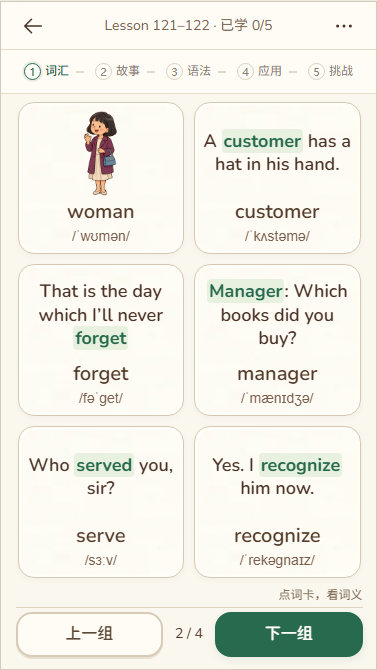 Lesson 121–122 · 已学 0/5
1 词汇 2 故事 3 语法 4 应用 5 挑战
woman
/ˈwʊmən/
A customer has a
hat in his hand.
customer
/ˈkʌstəmə/
That is the day
which I’ll never
forget
forget
/fəˈget/
Manager: Which
books did you
buy?
manager
/ˈmænɪdʒə/
Who served you,
sir?
serve
/sɜːv/
Yes. I recognize
him now.
recognize
/ˈrekəgnaɪz/
点词卡，看词义
上一组 2 / 4 下一组